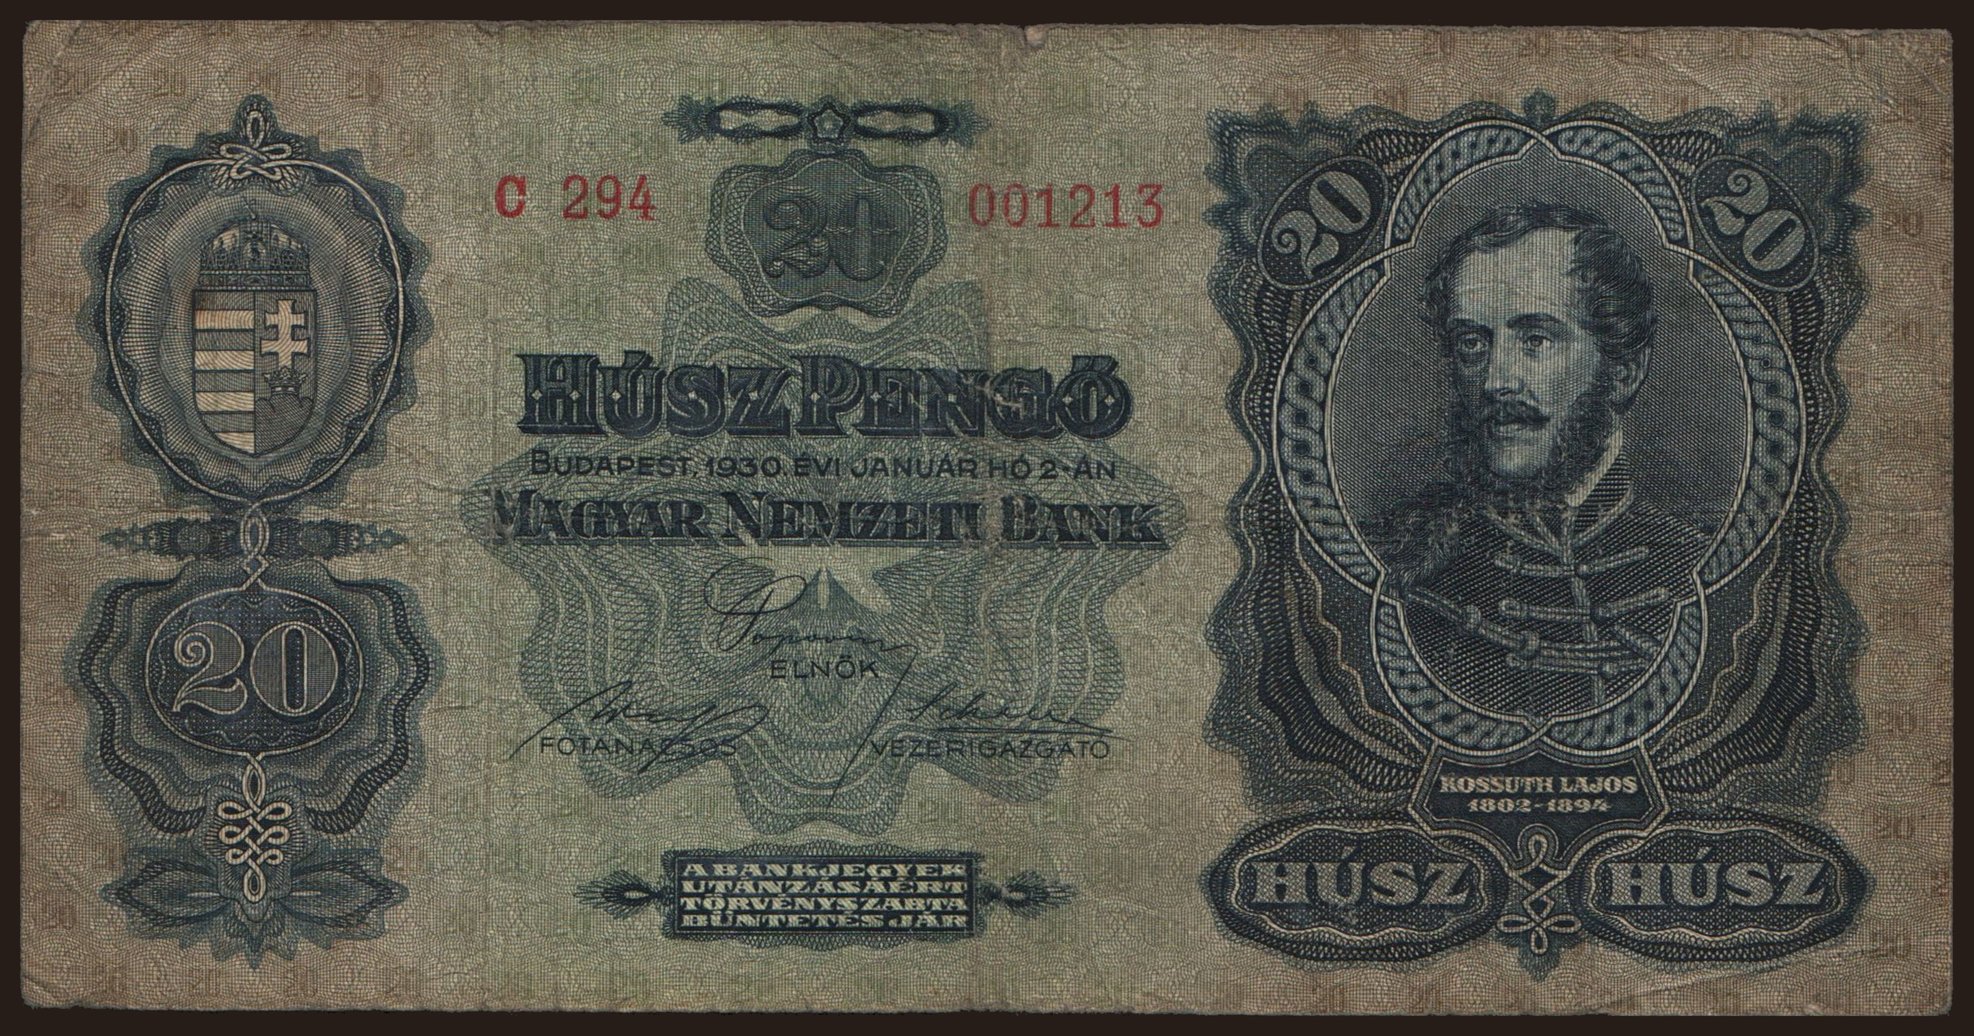 C 294 001213
20
20
20
HÚSZ PENGŐ
BUDAPEST, 1930. ÉVI JANUÁR HÓ 2-ÁN
MAGYAR NEMZETI BANK
ELNÖK
FŐTANÁCSOS
VEZÉRIGAZGATÓ
20
A BANKJEGYEK
UTÁNZÁSAÉRT
TÖRVÉNYSZABTA
BÜNTETÉS JÁR
KOSSUTH LAJOS
1802-1894
HÚSZ
HÚSZ